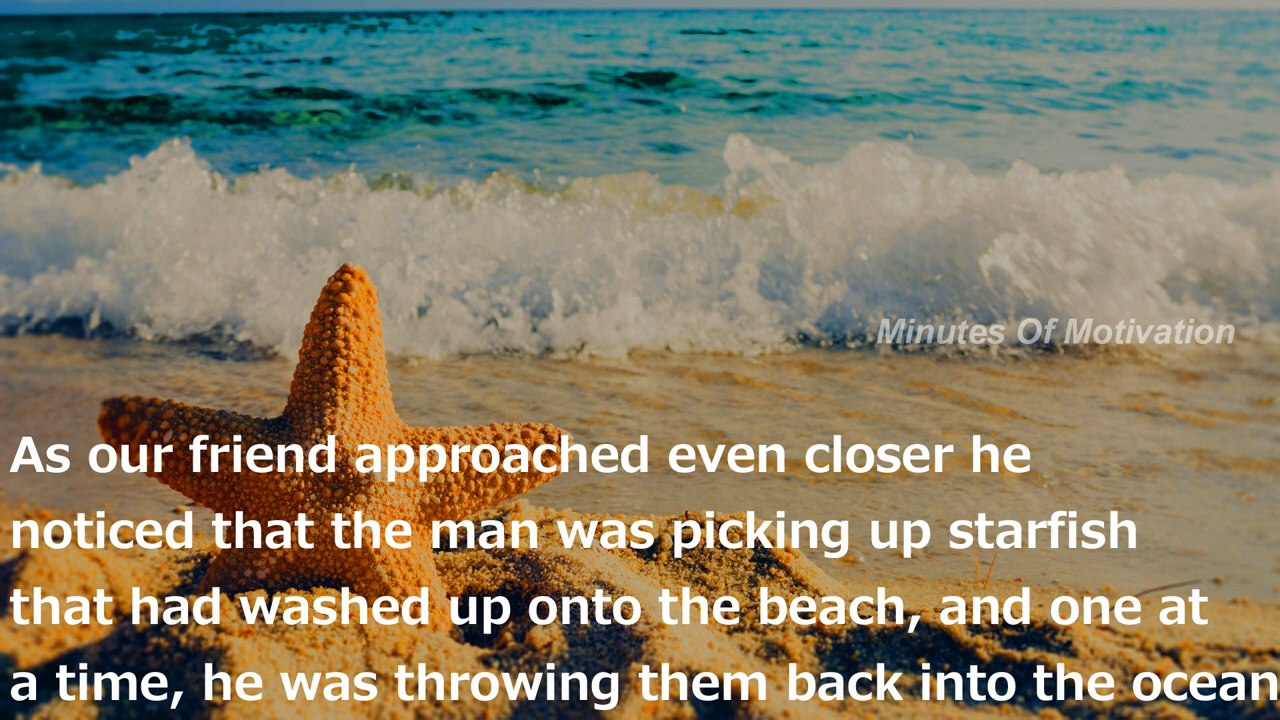 Minutes Of Motivation
As our friend approached even closer he
noticed that the man was picking up starfish
that had washed up onto the beach, and one at
a time, he was throwing them back into the ocean